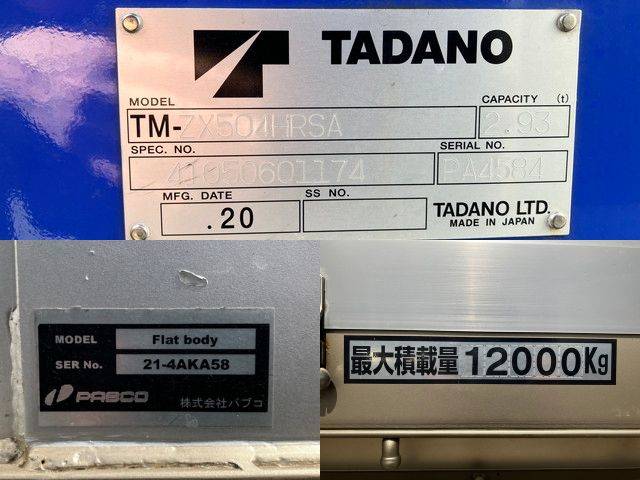 TADANO
MODEL
CAPACITY (t)
TM-ZX504HRSA
2.93
SPEC. NO.
SERIAL NO.
41050601174
PA4584
MFG. DATE
SS NO.
.20
TADANO LTD.
MADE IN JAPAN
MODEL Flat body
SER No. 21-4AKA58
PABCO 株式会社パブコ
最大積載量 12000Kg